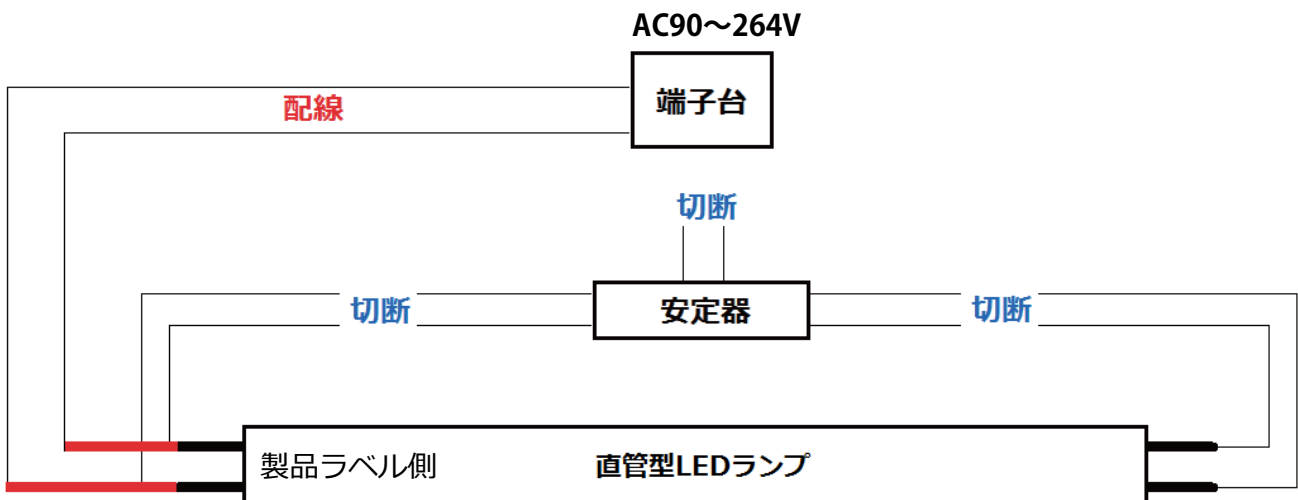 AC90～264V
端子台
配線
切断
切断
安定器
切断
製品ラベル側
直管型LEDランプ